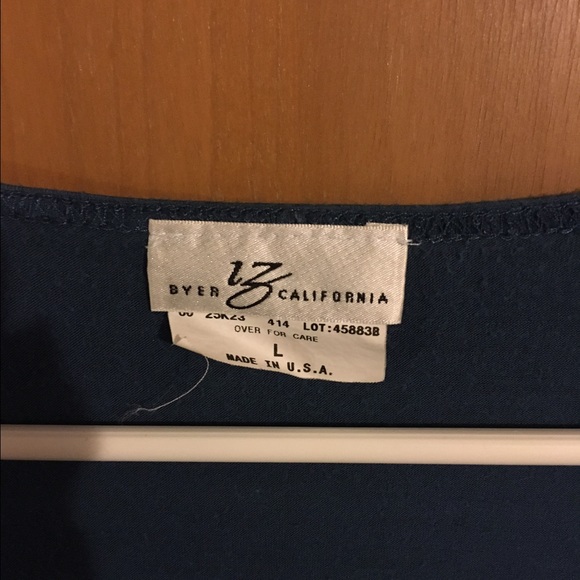 BYER iz CALIFORNIA
25K23 414 LOT:45883B
OVER FOR CARE
L
MADE IN U.S.A.